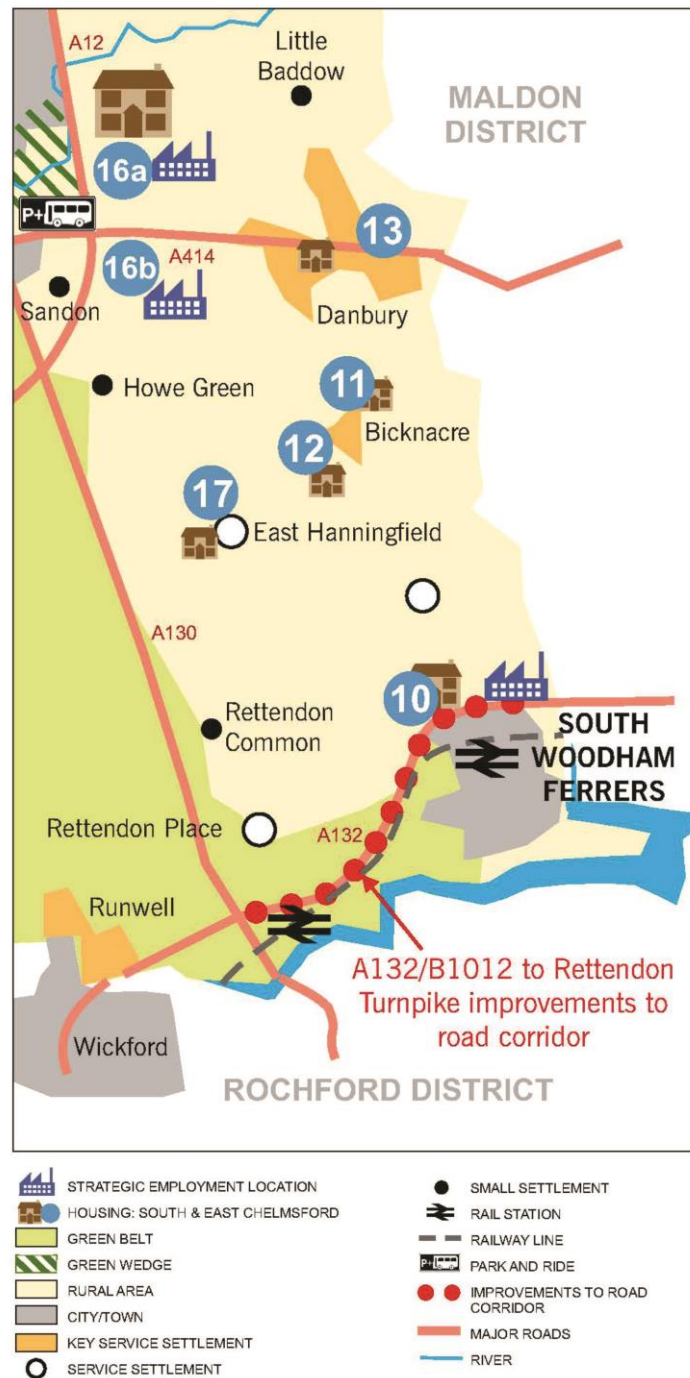 A12
Little
Baddow
MALDON
DISTRICT
16a
P+
13
16b
A414
Sandon
Danbury
Howe Green
11
Bicknacre
12
17
East Hanningfield
A130
10
Rettendon
Common
SOUTH
WOODHAM
FERRERS
Rettendon Place
A132
Runwell
A132/B1012 to Rettendon
Turnpike improvements to
road corridor
Wickford
ROCHFORD DISTRICT
STRATEGIC EMPLOYMENT LOCATION
HOUSING: SOUTH & EAST CHELMSFORD
GREEN BELT
GREEN WEDGE
RURAL AREA
CITY/TOWN
KEY SERVICE SETTLEMENT
SERVICE SETTLEMENT
SMALL SETTLEMENT
RAIL STATION
RAILWAY LINE
P+
PARK AND RIDE
IMPROVEMENTS TO ROAD
CORRIDOR
MAJOR ROADS
RIVER